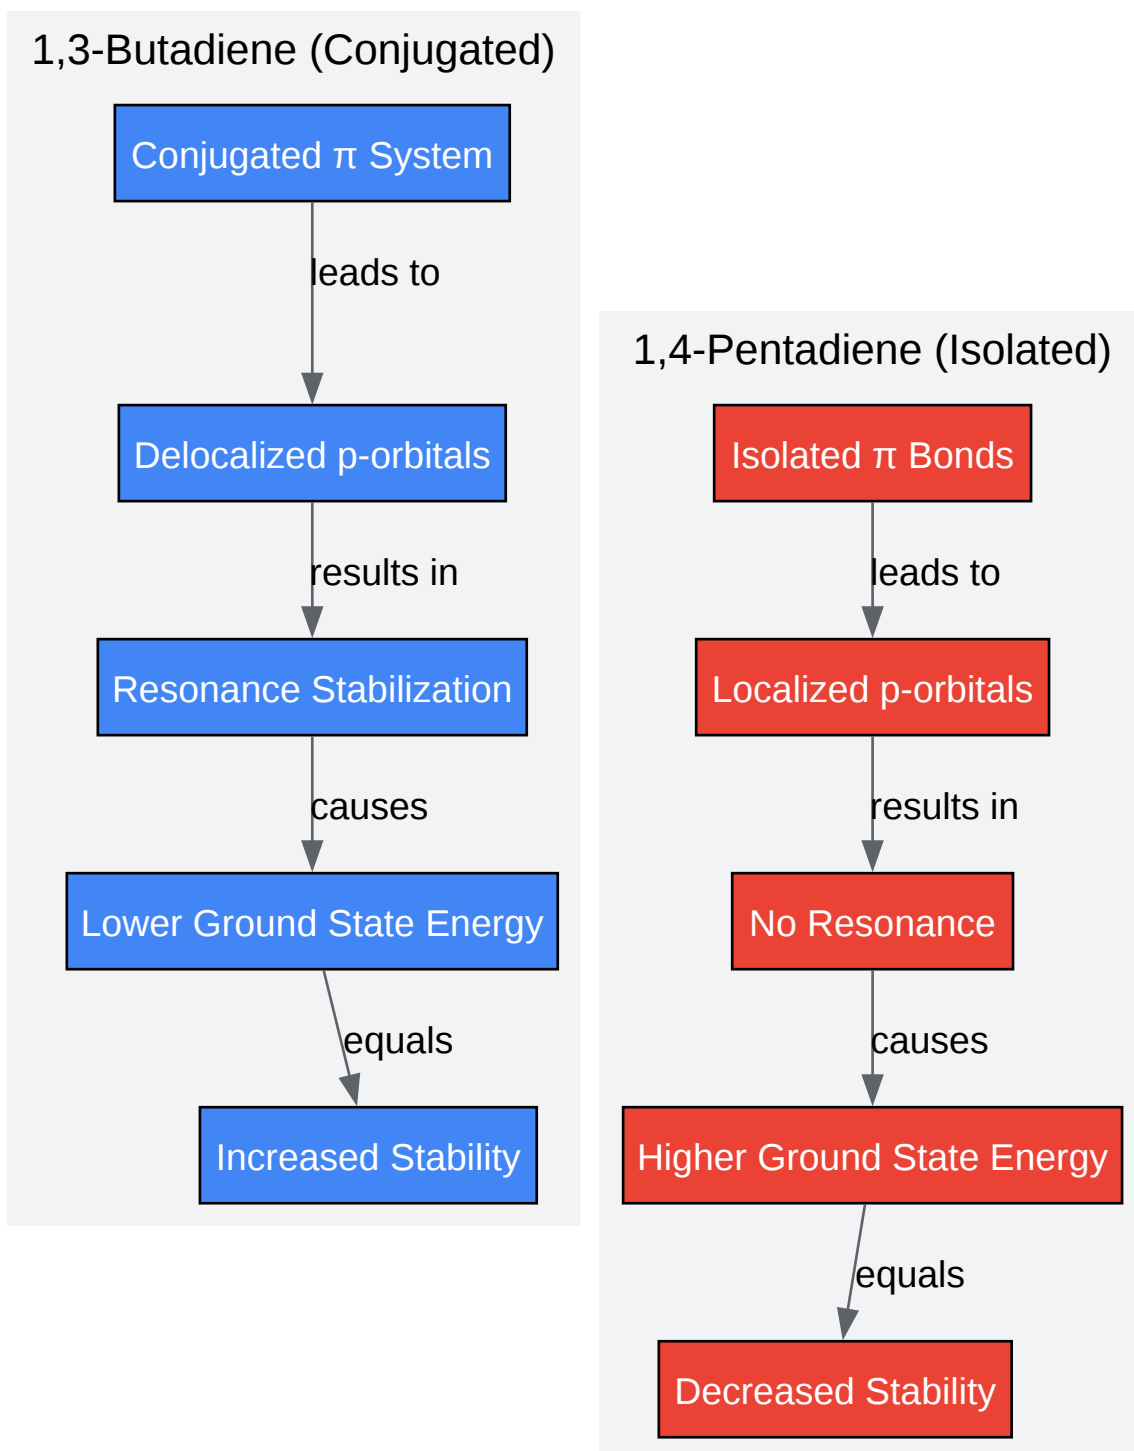 1,3-Butadiene (Conjugated)
Conjugated π System
leads to
Delocalized p-orbitals
results in
Resonance Stabilization
causes
Lower Ground State Energy
equals
Increased Stability
1,4-Pentadiene (Isolated)
Isolated π Bonds
leads to
Localized p-orbitals
results in
No Resonance
causes
Higher Ground State Energy
equals
Decreased Stability